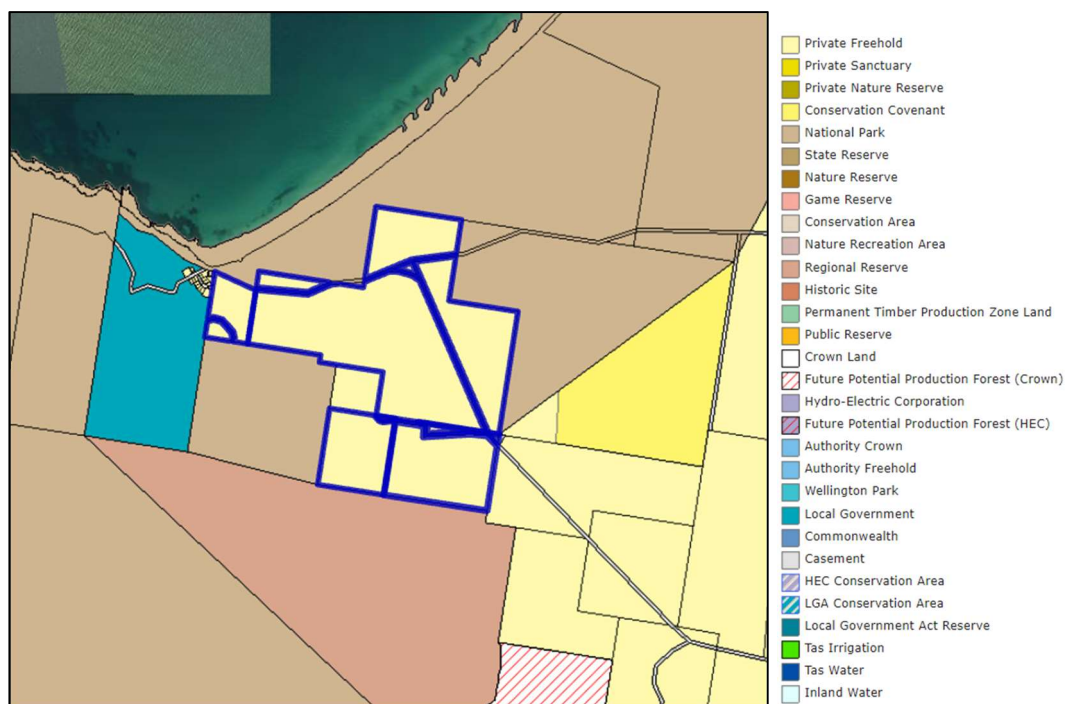 Private Freehold
Private Sanctuary
Private Nature Reserve
Conservation Covenant
National Park
State Reserve
Nature Reserve
Game Reserve
Conservation Area
Nature Recreation Area
Regional Reserve
Historic Site
Permanent Timber Production Zone Land
Public Reserve
Crown Land
Future Potential Production Forest (Crown)
Hydro-Electric Corporation
Future Potential Production Forest (HEC)
Authority Crown
Authority Freehold
Wellington Park
Local Government
Commonwealth
Casement
HEC Conservation Area
LGA Conservation Area
Local Government Act Reserve
Tas Irrigation
Tas Water
Inland Water